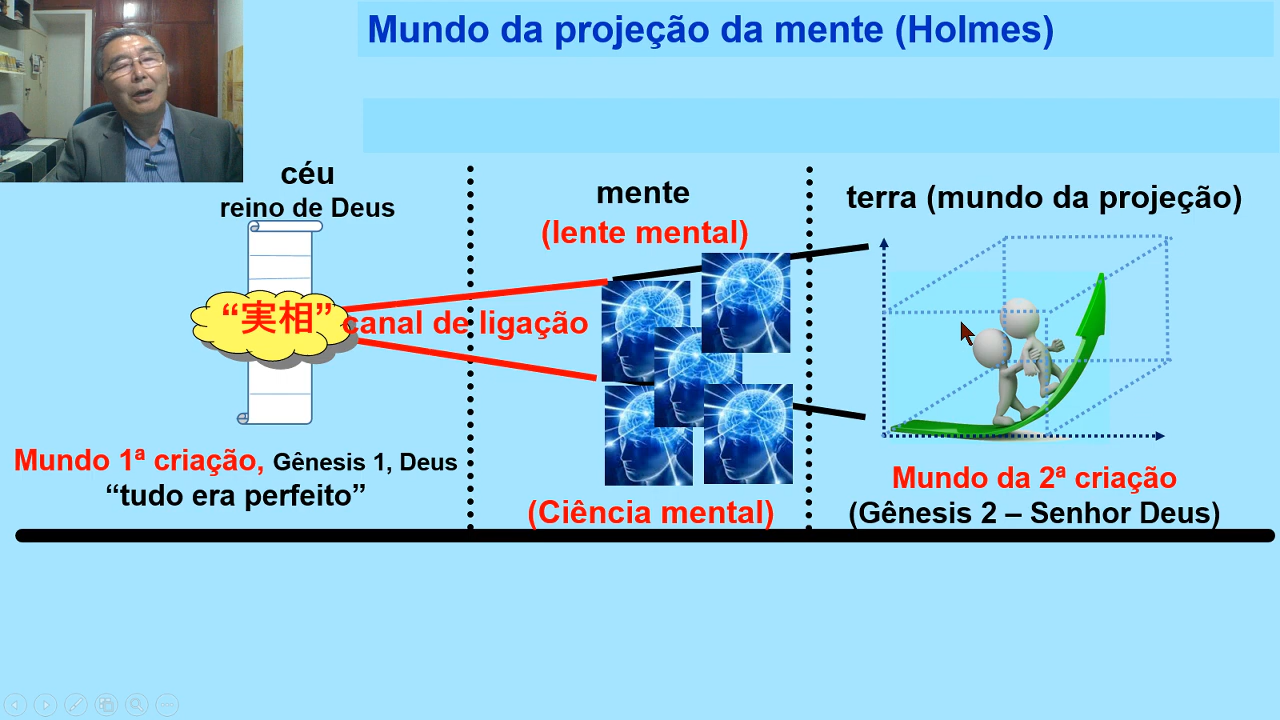 Mundo da projeção da mente (Holmes)
céu
reino de Deus
mente
(lente mental)
terra (mundo da projeção)
“実相”
canal de ligação
Mundo 1ª criação, Gênesis 1, Deus
“tudo era perfeito”
(Ciência mental)
Mundo da 2ª criação
(Gênesis 2 – Senhor Deus)